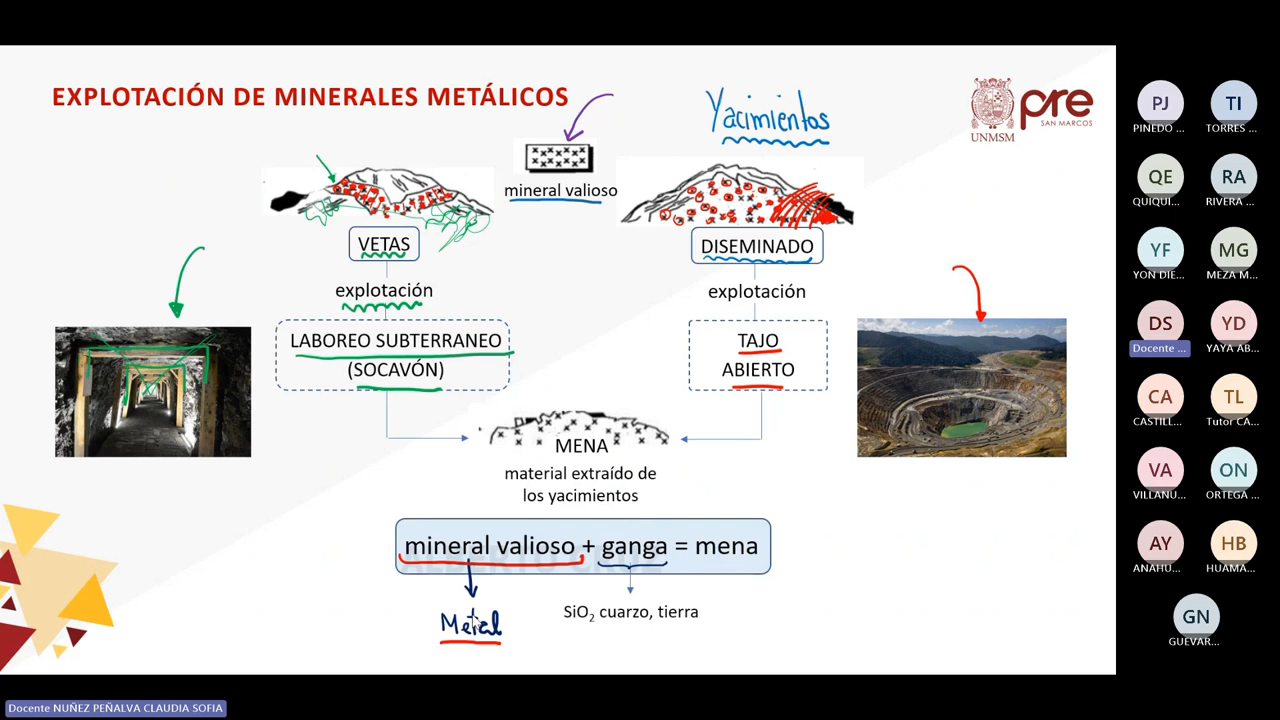 EXPLOTACIÓN DE MINERALES METÁLICOS
Yacimientos
UNMSM
pre
SAN MARCOS
mineral valioso
VETAS
DISEMINADO
explotación
explotación
LABOREO SUBTERRANEO
(SOCAVÓN)
TAJO
ABIERTO
MENA
material extraído de
los yacimientos
mineral valioso + ganga = mena
Metal
SiO₂ cuarzo, tierra
PJ
PINEDO ...
TI
TORRES ...
QE
QUIQUI...
RA
RIVERA ...
YF
YON DIE...
MG
MEZA M...
DS
Docente ...
YD
YAYA AB...
CA
CASTILL...
TL
Tutor CA...
VA
VILLANU...
ON
ORTEGA ...
AY
ANAHU...
HB
HUAMA...
GN
GUEVAR...
Docente NUÑEZ PEÑALVA CLAUDIA SOFIA